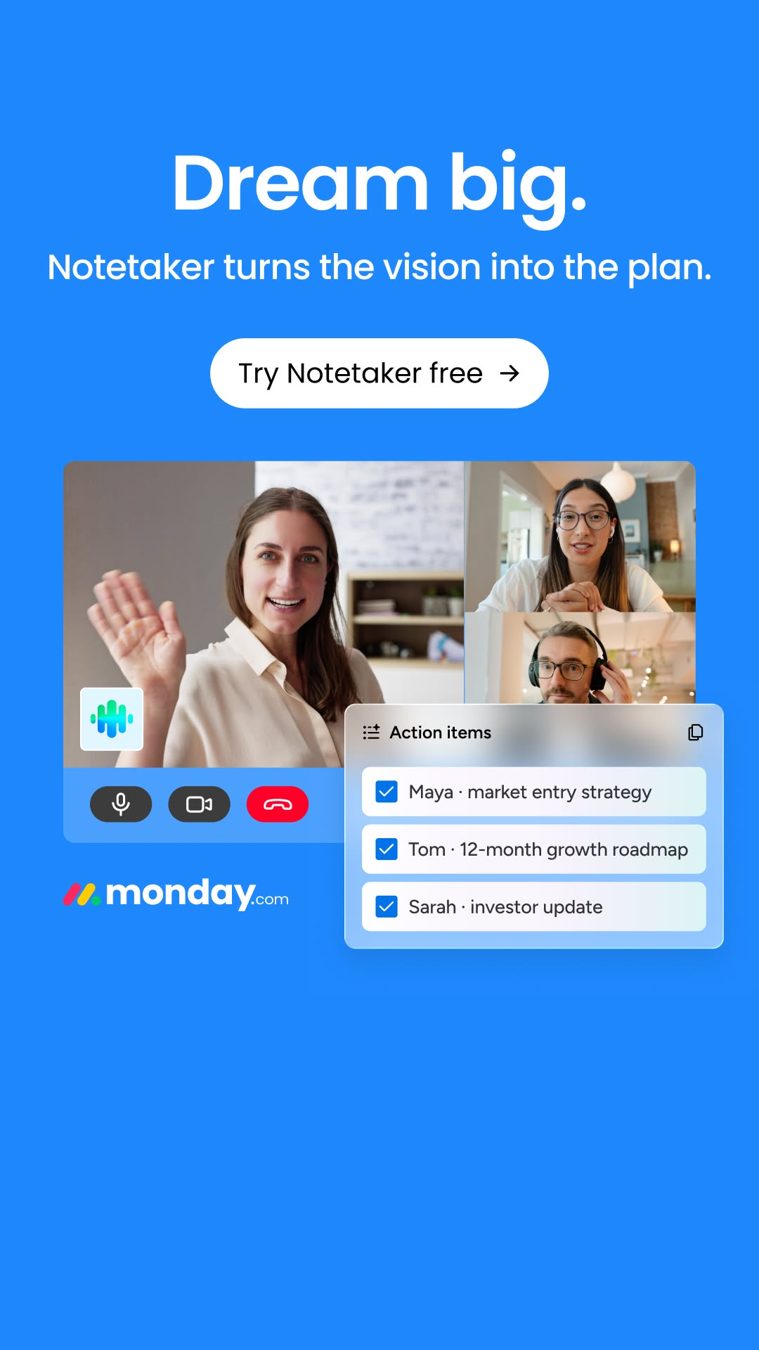 Dream big.
Notetaker turns the vision into the plan.
Try Notetaker free →
Action items
Maya · market entry strategy
Tom · 12-month growth roadmap
Sarah · investor update
monday.com